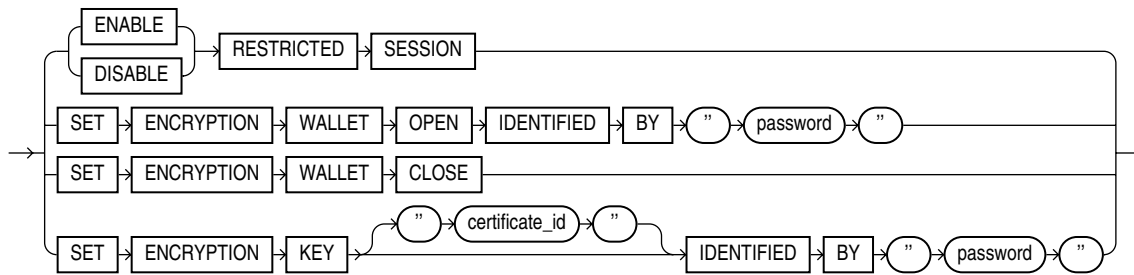 ENABLE
RESTRICTED SESSION
DISABLE
SET ENCRYPTION WALLET OPEN IDENTIFIED BY ” password ”
SET ENCRYPTION WALLET CLOSE
” certificate_id ”
SET ENCRYPTION KEY IDENTIFIED BY ” password ”